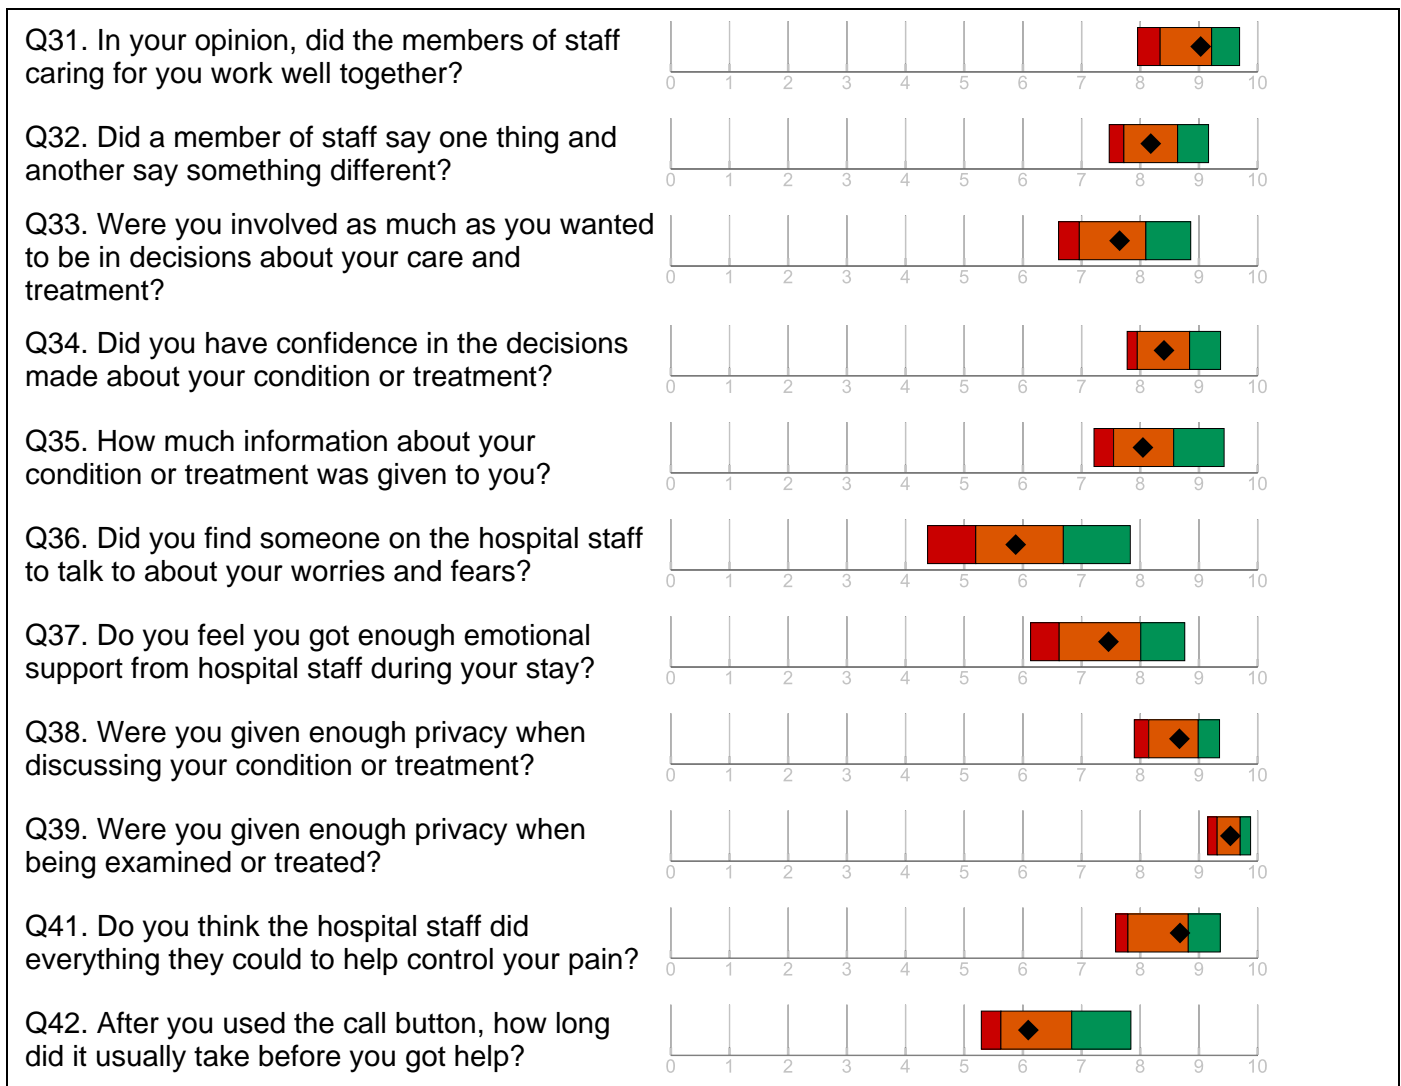 Q31. In your opinion, did the members of staff
caring for you work well together?
0 1 2 3 4 5 6 7 8 9 10
Q32. Did a member of staff say one thing and
another say something different?
0 1 2 3 4 5 6 7 8 9 10
Q33. Were you involved as much as you wanted
to be in decisions about your care and
treatment?
0 1 2 3 4 5 6 7 8 9 10
Q34. Did you have confidence in the decisions
made about your condition or treatment?
0 1 2 3 4 5 6 7 8 9 10
Q35. How much information about your
condition or treatment was given to you?
0 1 2 3 4 5 6 7 8 9 10
Q36. Did you find someone on the hospital staff
to talk to about your worries and fears?
0 1 2 3 4 5 6 7 8 9 10
Q37. Do you feel you got enough emotional
support from hospital staff during your stay?
0 1 2 3 4 5 6 7 8 9 10
Q38. Were you given enough privacy when
discussing your condition or treatment?
0 1 2 3 4 5 6 7 8 9 10
Q39. Were you given enough privacy when
being examined or treated?
0 1 2 3 4 5 6 7 8 9 10
Q41. Do you think the hospital staff did
everything they could to help control your pain?
0 1 2 3 4 5 6 7 8 9 10
Q42. After you used the call button, how long
did it usually take before you got help?
0 1 2 3 4 5 6 7 8 9 10